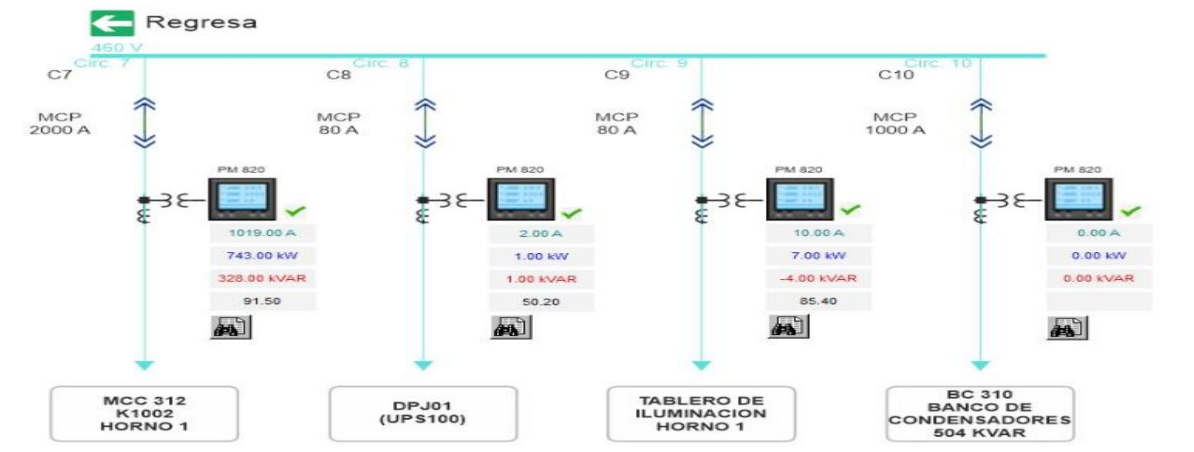 Regresa
460 V
Circ. 7
C7
MCP
2000 A
PM 820
1019.00 A
743.00 kW
328.00 kVAR
91.50
MCC 312
K1002
HORNO 1
Circ. 8
C8
MCP
80 A
PM 820
2.00 A
1.00 kW
1.00 kVAR
50.20
DPJ01
(UPS100)
Circ. 9
C9
MCP
80 A
PM 820
10.00 A
7.00 kW
-4.00 kVAR
85.40
TABLERO DE
ILUMINACION
HORNO 1
Circ. 10
C10
MCP
1000 A
PM 820
0.00 A
0.00 kW
0.00 kVAR
BC 310
BANCO DE
CONDENSADORES
504 KVAR